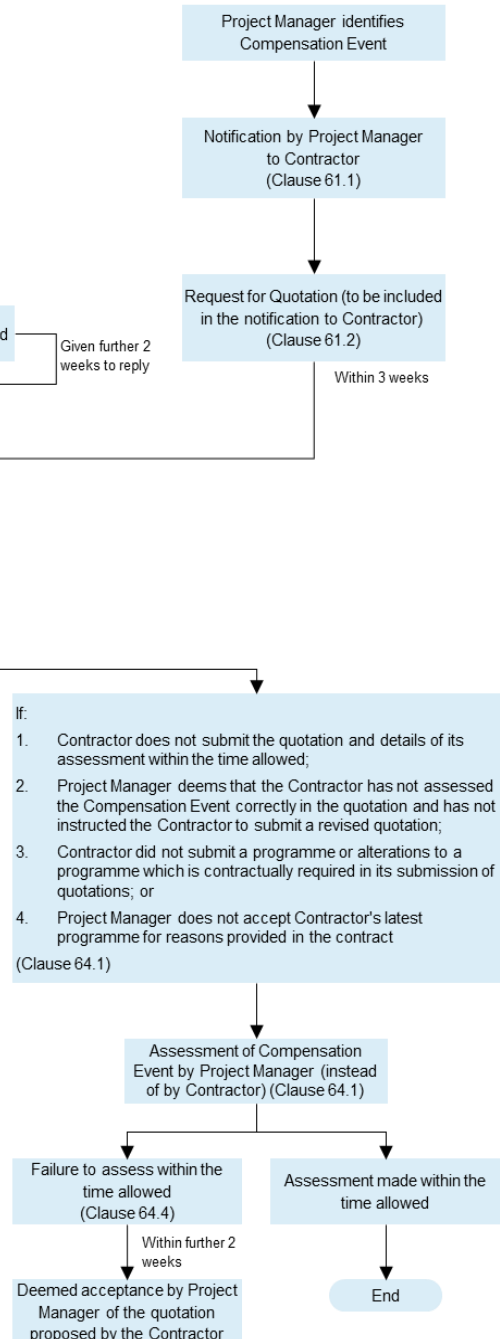 Project Manager identifies
Compensation Event
Notification by Project Manager
to Contractor
(Clause 61.1)
Request for Quotation (to be included
in the notification to Contractor)
(Clause 61.2)
d
Given further 2
weeks to reply
Within 3 weeks
If:
1. Contractor does not submit the quotation and details of its
assessment within the time allowed;
2. Project Manager deems that the Contractor has not assessed
the Compensation Event correctly in the quotation and has not
instructed the Contractor to submit a revised quotation;
3. Contractor did not submit a programme or alterations to a
programme which is contractually required in its submission of
quotations; or
4. Project Manager does not accept Contractor's latest
programme for reasons provided in the contract
(Clause 64.1)
Assessment of Compensation
Event by Project Manager (instead
of by Contractor) (Clause 64.1)
Failure to assess within the
time allowed
(Clause 64.4)
Assessment made within the
time allowed
Within further 2
weeks
Deemed acceptance by Project
Manager of the quotation
proposed by the Contractor
End